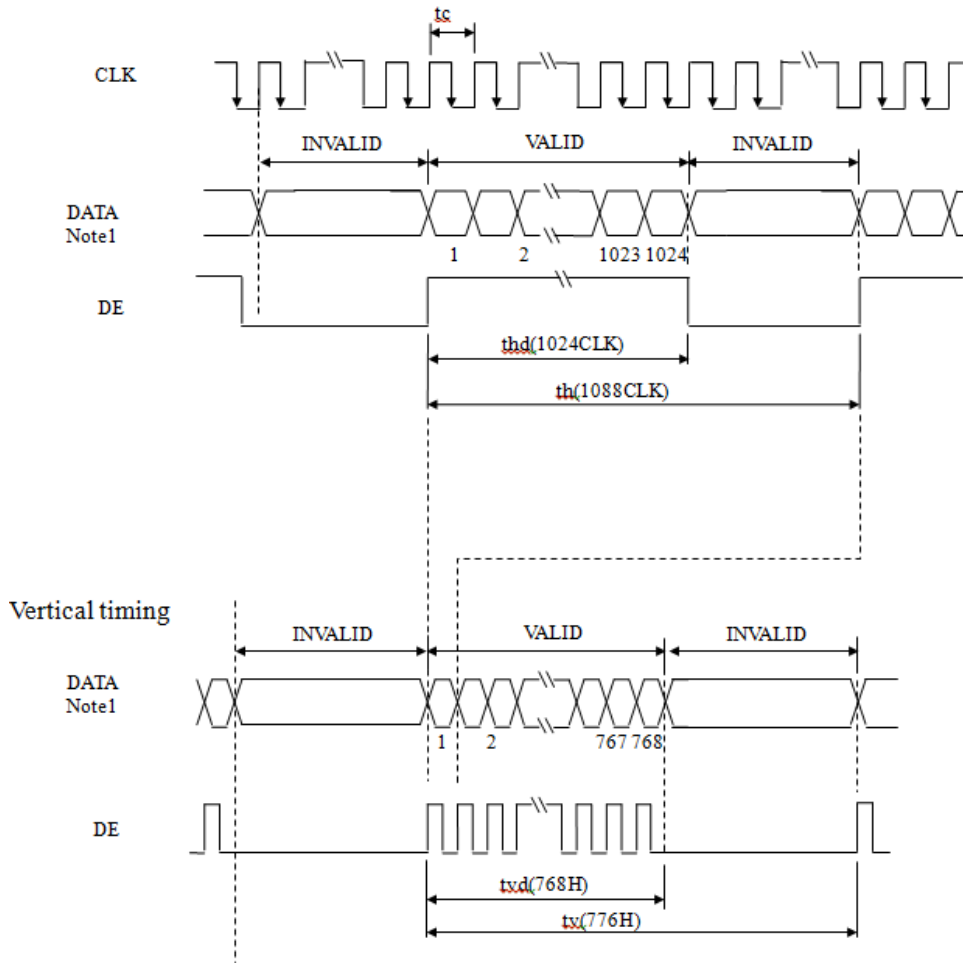 tc
CLK
INVALID VALID INVALID
DATA
Note1
1 2 1023 1024
DE
thd(1024CLK)
th(1088CLK)
Vertical timing
INVALID VALID INVALID
DATA
Note1
1 2 767 768
DE
tvd(768H)
tv(776H)